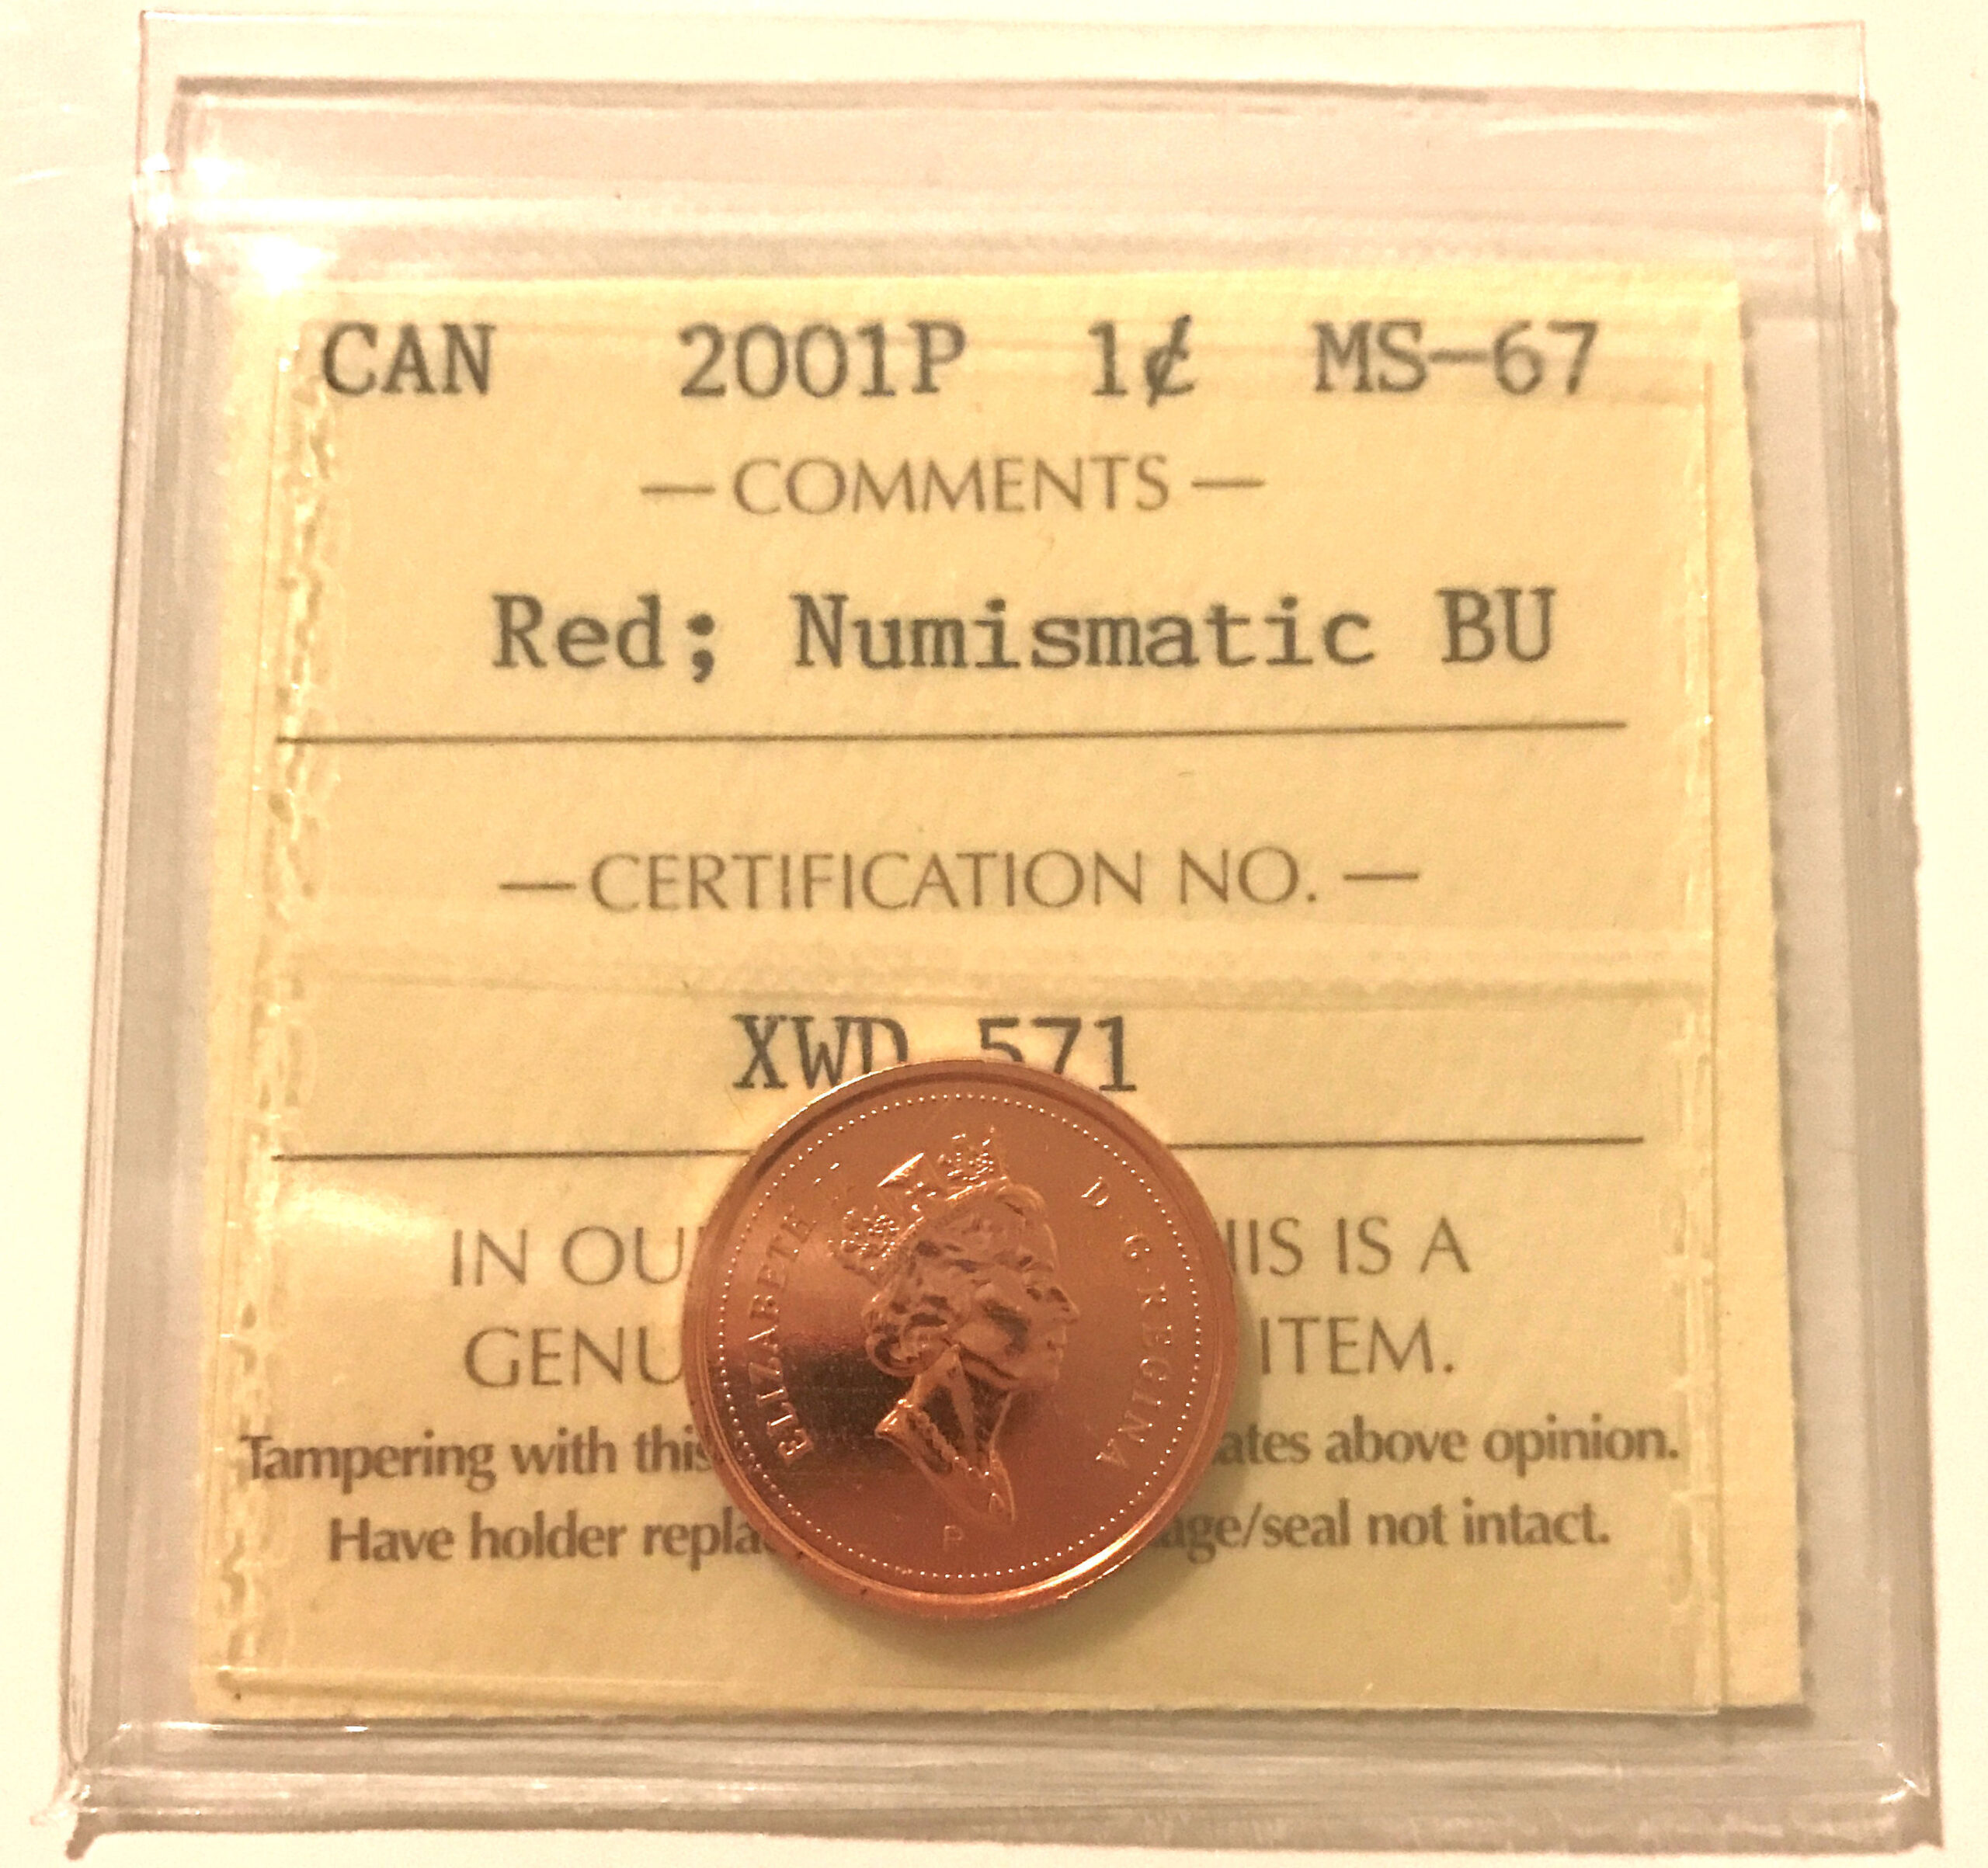 CAN 2001P 1¢ MS-67
— COMMENTS —
Red; Numismatic BU
— CERTIFICATION NO. —
XWD 571
IN OU HIS IS A
GENU ITEM.
Tampering with this ates above opinion.
Have holder repla age/seal not intact.
ELIZABETH II D·G·REGINA
P